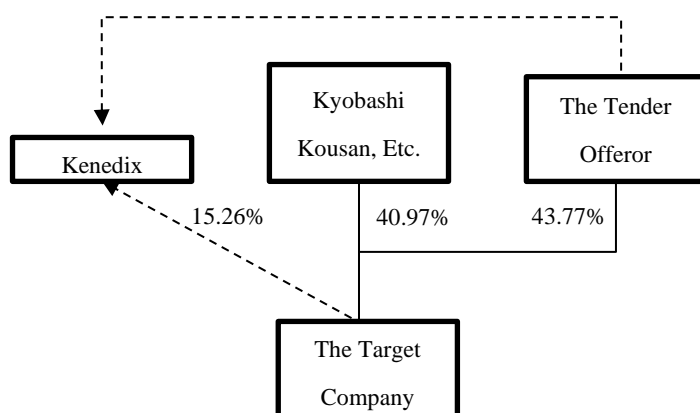 Kenedix
Kyobashi
Kousan, Etc.
The Tender
Offeror
15.26%
40.97%
43.77%
The Target
Company